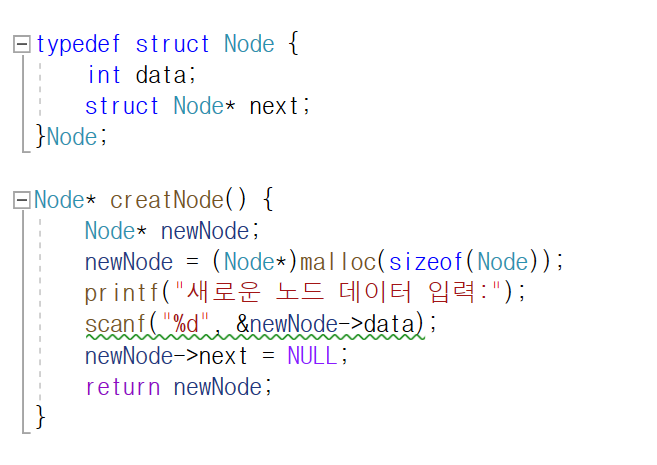 typedef struct Node {
int data;
struct Node* next;
}Node;
Node* creatNode() {
Node* newNode;
newNode = (Node*)malloc(sizeof(Node));
printf("새로운 노드 데이터 입력:");
scanf("%d", &newNode->data);
newNode->next = NULL;
return newNode;
}